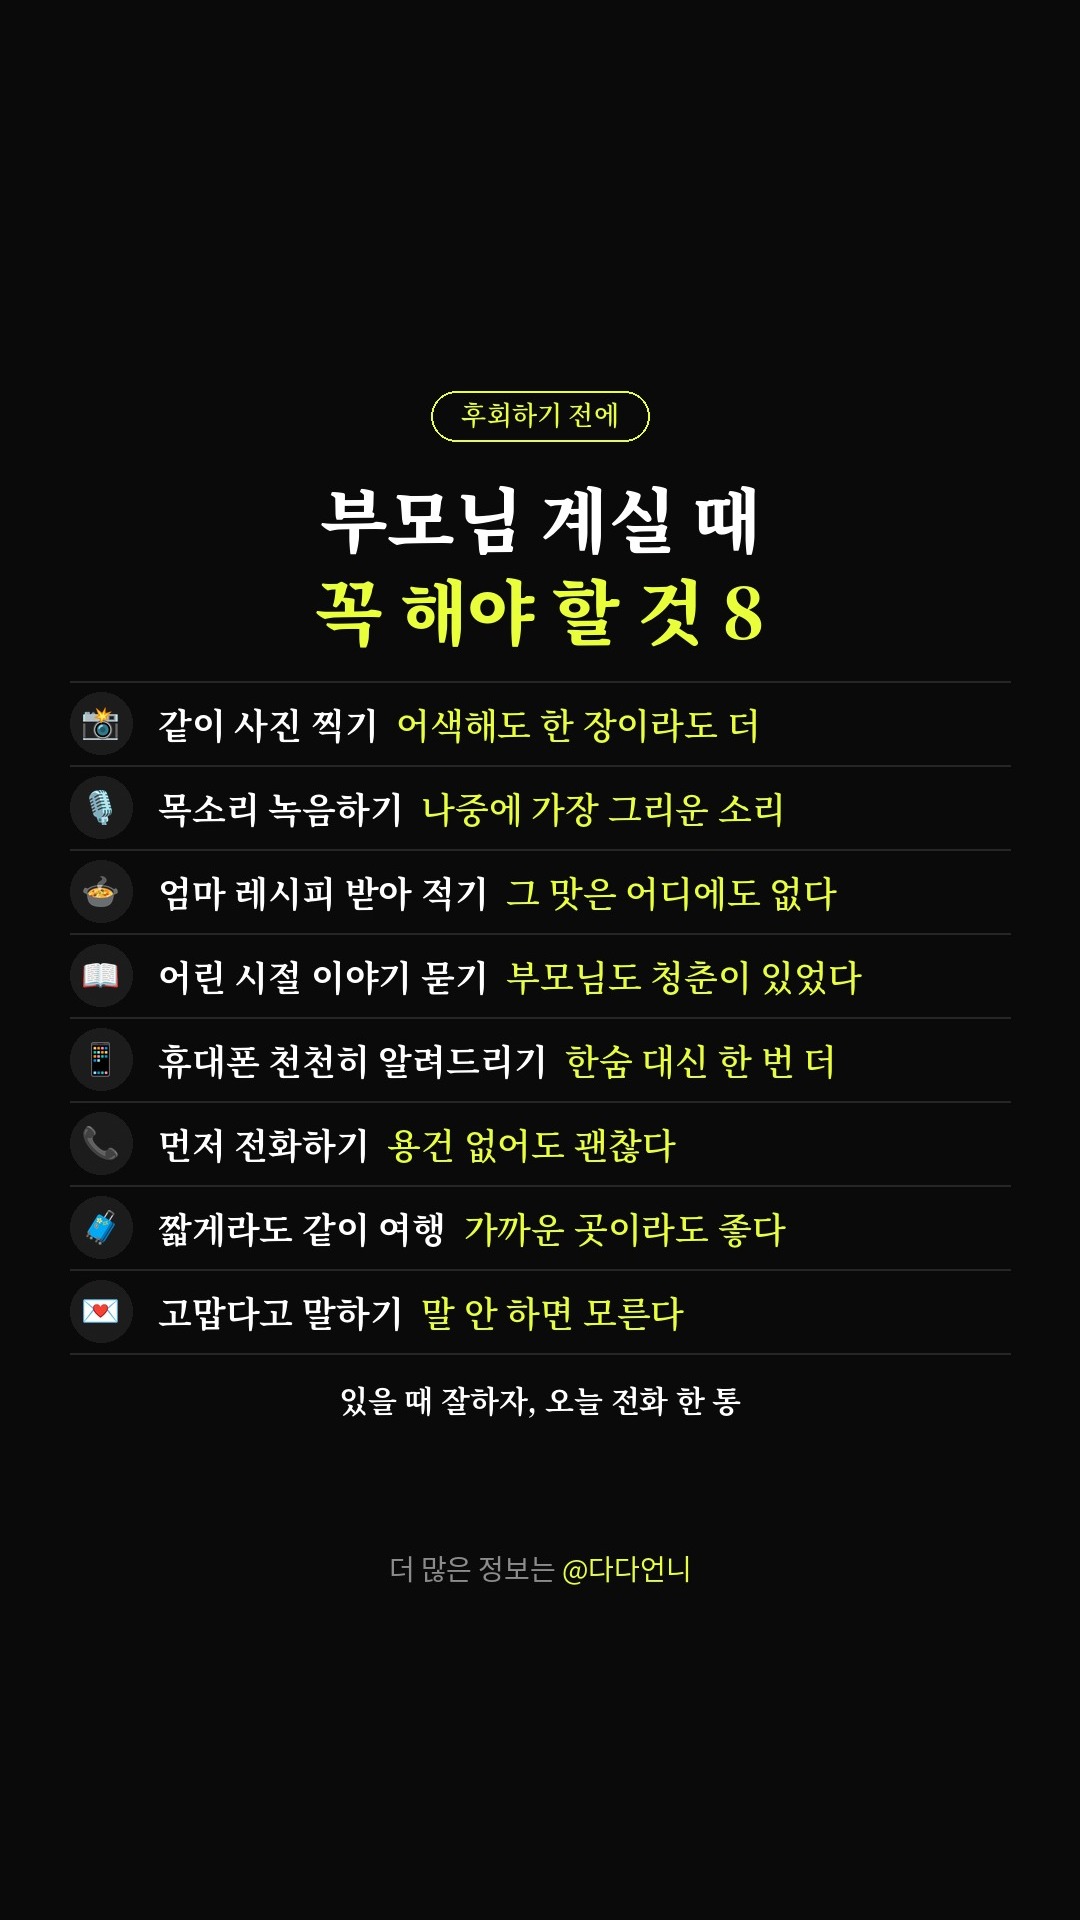 후회하기 전에
부모님 계실 때
꼭 해야 할 것 8
같이 사진 찍기 어색해도 한 장이라도 더
목소리 녹음하기 나중에 가장 그리운 소리
엄마 레시피 받아 적기 그 맛은 어디에도 없다
어린 시절 이야기 묻기 부모님도 청춘이 있었다
휴대폰 천천히 알려드리기 한숨 대신 한 번 더
먼저 전화하기 용건 없어도 괜찮다
짧게라도 같이 여행 가까운 곳이라도 좋다
고맙다고 말하기 말 안 하면 모른다
있을 때 잘하자, 오늘 전화 한 통
더 많은 정보는 @다다언니